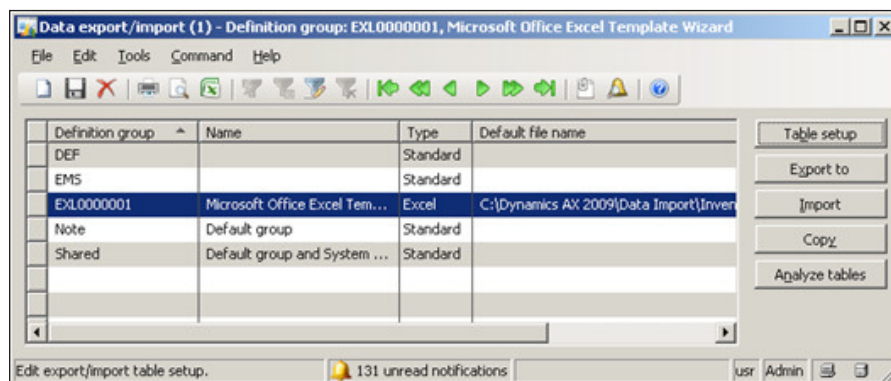 Data export/import (1) - Definition group: EXL0000001, Microsoft Office Excel Template Wizard
File Edit Tools Command Help
Definition group Name Type Default file name
DEF Standard
EMS Standard
EXL0000001 Microsoft Office Excel Tem... Excel C:\Dynamics AX 2009\Data Import\Inven
Note Default group Standard
Shared Default group and System ... Standard
Table setup
Export to
Import
Copy
Analyze tables
Edit export/import table setup. 131 unread notifications usr Admin